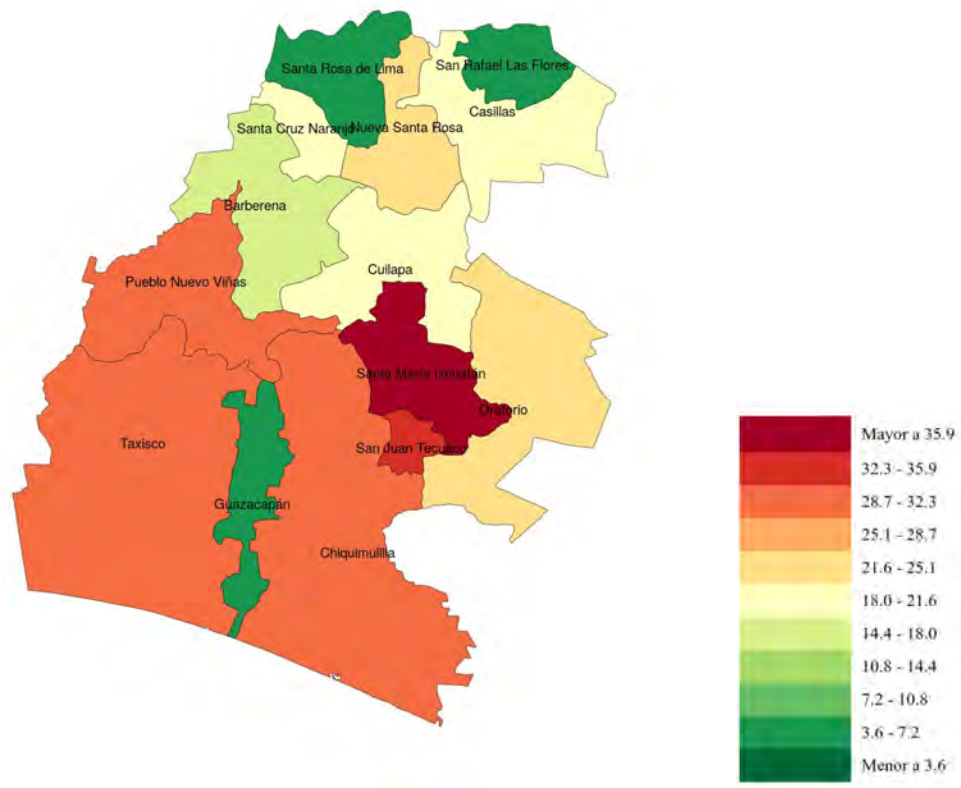 Santa Rosa de Lima
San Rafael Las Flores
Casillas
Santa Cruz Naranjo
Nueva Santa Rosa
Barberena
Cuilapa
Pueblo Nuevo Viñas
Santa María Ixhuatán
Oratorio
Taxisco
San Juan Tecuaco
Guazacapán
Chiquimulilla
Mayor a 35.9
32.3 - 35.9
28.7 - 32.3
25.1 - 28.7
21.6 - 25.1
18.0 - 21.6
14.4 - 18.0
10.8 - 14.4
7.2 - 10.8
3.6 - 7.2
Menor a 3.6